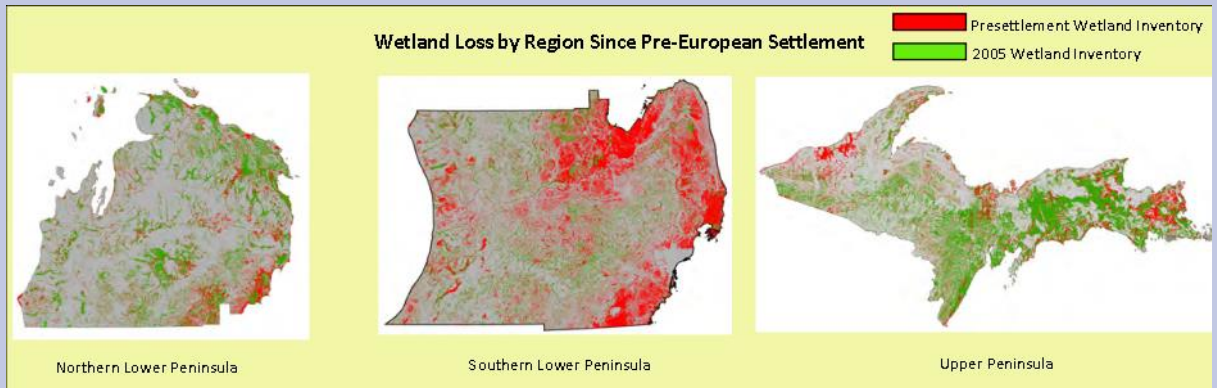 Wetland Loss by Region Since Pre-European Settlement
Presettlement Wetland Inventory
2005 Wetland Inventory
Northern Lower Peninsula
Southern Lower Peninsula
Upper Peninsula